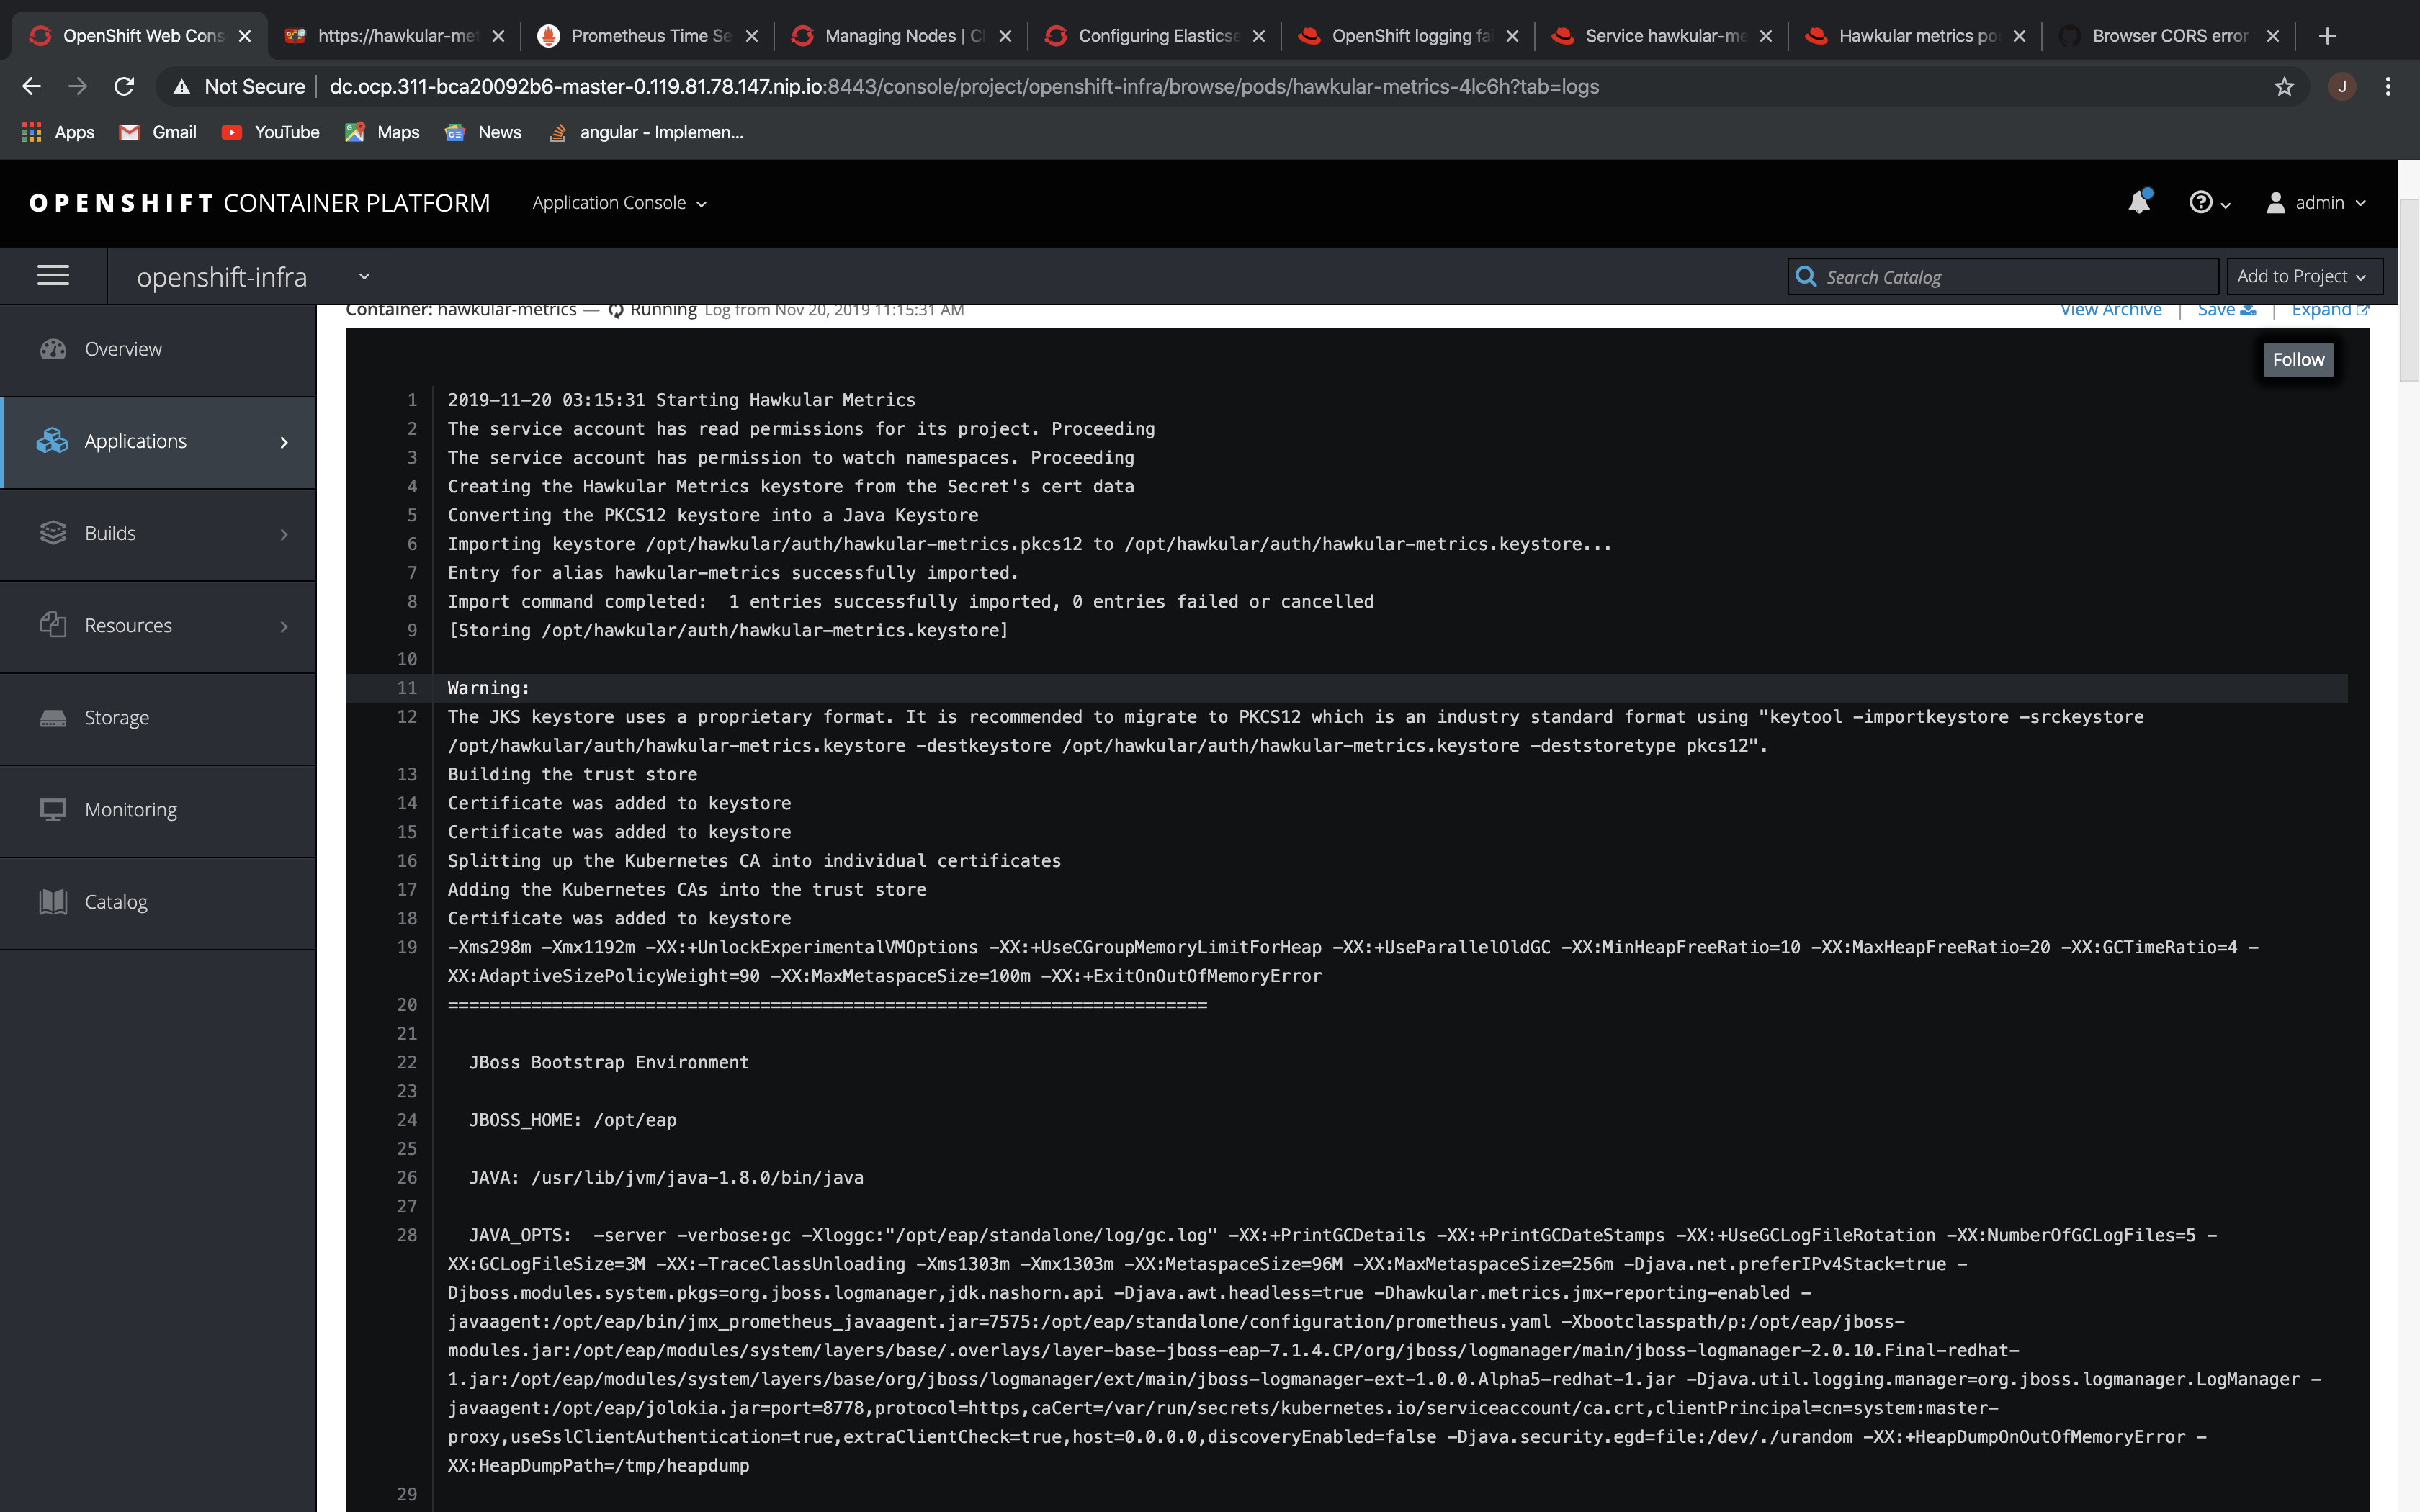 OpenShift Web Cons
https://hawkular-met
Prometheus Time Se
Managing Nodes | Cl
Configuring Elasticse
OpenShift logging fai
Service hawkular-me
Hawkular metrics po
Browser CORS error
Not Secure
dc.ocp.311-bca20092b6-master-0.119.81.78.147.nip.io:8443/console/project/openshift-infra/browse/pods/hawkular-metrics-4lc6h?tab=logs
J
Apps
Gmail
YouTube
Maps
News
angular - Implemen...
OPENSHIFT CONTAINER PLATFORM
Application Console
admin
openshift-infra
Search Catalog
Add to Project
Container: hawkular-metrics — Running Log from Nov 20, 2019 11:15:31 AM
View Archive | Save | Expand
Overview
Applications
Builds
Resources
Storage
Monitoring
Catalog
Follow
1 2019-11-20 03:15:31 Starting Hawkular Metrics
2 The service account has read permissions for its project. Proceeding
3 The service account has permission to watch namespaces. Proceeding
4 Creating the Hawkular Metrics keystore from the Secret's cert data
5 Converting the PKCS12 keystore into a Java Keystore
6 Importing keystore /opt/hawkular/auth/hawkular-metrics.pkcs12 to /opt/hawkular/auth/hawkular-metrics.keystore...
7 Entry for alias hawkular-metrics successfully imported.
8 Import command completed:  1 entries successfully imported, 0 entries failed or cancelled
9 [Storing /opt/hawkular/auth/hawkular-metrics.keystore]
10
11 Warning:
12 The JKS keystore uses a proprietary format. It is recommended to migrate to PKCS12 which is an industry standard format using "keytool -importkeystore -srckeystore
/opt/hawkular/auth/hawkular-metrics.keystore -destkeystore /opt/hawkular/auth/hawkular-metrics.keystore -deststoretype pkcs12".
13 Building the trust store
14 Certificate was added to keystore
15 Certificate was added to keystore
16 Splitting up the Kubernetes CA into individual certificates
17 Adding the Kubernetes CAs into the trust store
18 Certificate was added to keystore
19 -Xms298m -Xmx1192m -XX:+UnlockExperimentalVMOptions -XX:+UseCGroupMemoryLimitForHeap -XX:+UseParallelOldGC -XX:MinHeapFreeRatio=10 -XX:MaxHeapFreeRatio=20 -XX:GCTimeRatio=4 -
XX:AdaptiveSizePolicyWeight=90 -XX:MaxMetaspaceSize=100m -XX:+ExitOnOutOfMemoryError
20 =========================================================================
21
22 JBoss Bootstrap Environment
23
24 JBOSS_HOME: /opt/eap
25
26 JAVA: /usr/lib/jvm/java-1.8.0/bin/java
27
28 JAVA_OPTS:  -server -verbose:gc -Xloggc:"/opt/eap/standalone/log/gc.log" -XX:+PrintGCDetails -XX:+PrintGCDateStamps -XX:+UseGCLogFileRotation -XX:NumberOfGCLogFiles=5 -
XX:GCLogFileSize=3M -XX:-TraceClassUnloading -Xms1303m -Xmx1303m -XX:MetaspaceSize=96M -XX:MaxMetaspaceSize=256m -Djava.net.preferIPv4Stack=true -
Djboss.modules.system.pkgs=org.jboss.logmanager,jdk.nashorn.api -Djava.awt.headless=true -Dhawkular.metrics.jmx-reporting-enabled -
javaagent:/opt/eap/bin/jmx_prometheus_javaagent.jar=7575:/opt/eap/standalone/configuration/prometheus.yaml -Xbootclasspath/p:/opt/eap/jboss-
modules.jar:/opt/eap/modules/system/layers/base/.overlays/layer-base-jboss-eap-7.1.4.CP/org/jboss/logmanager/main/jboss-logmanager-2.0.10.Final-redhat-
1.jar:/opt/eap/modules/system/layers/base/org/jboss/logmanager/ext/main/jboss-logmanager-ext-1.0.0.Alpha5-redhat-1.jar -Djava.util.logging.manager=org.jboss.logmanager.LogManager -
javaagent:/opt/eap/jolokia.jar=port=8778,protocol=https,caCert=/var/run/secrets/kubernetes.io/serviceaccount/ca.crt,clientPrincipal=cn=system:master-
proxy,useSslClientAuthentication=true,extraClientCheck=true,host=0.0.0.0,discoveryEnabled=false -Djava.security.egd=file:/dev/./urandom -XX:+HeapDumpOnOutOfMemoryError -
XX:HeapDumpPath=/tmp/heapdump
29